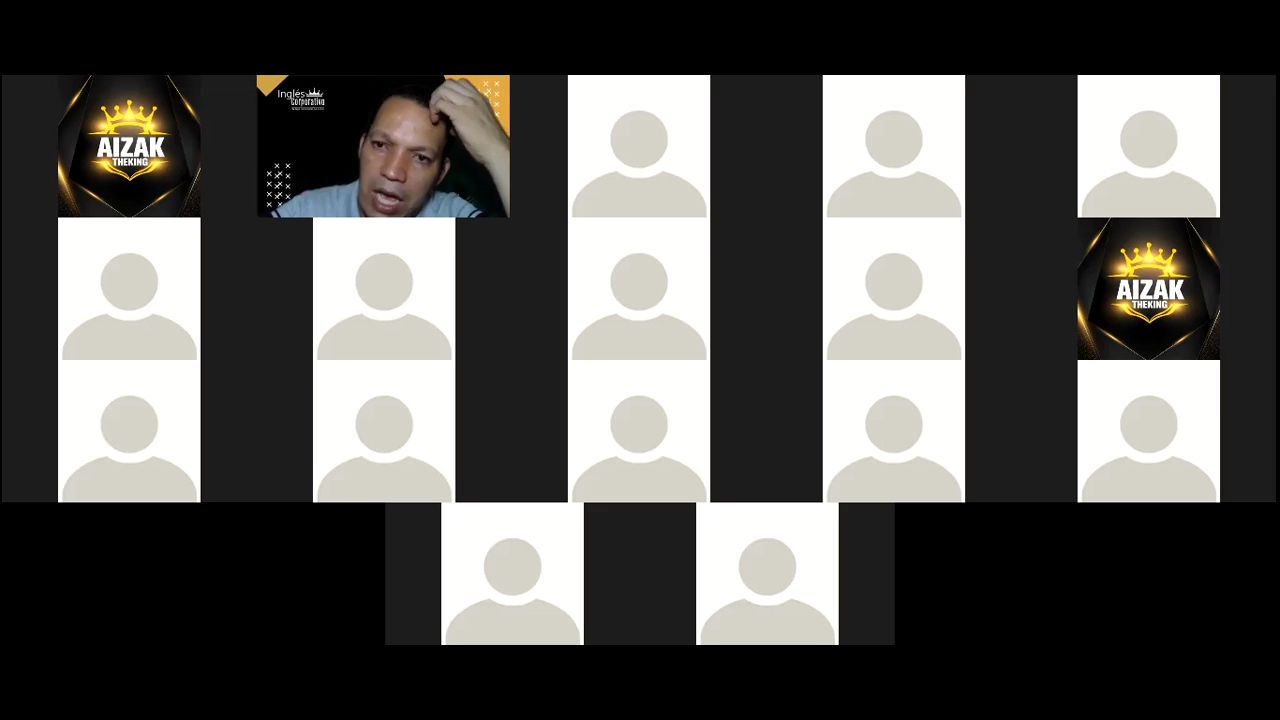 AIZAK
THEKING
Inglés
Corporativo
AIZAK
THEKING